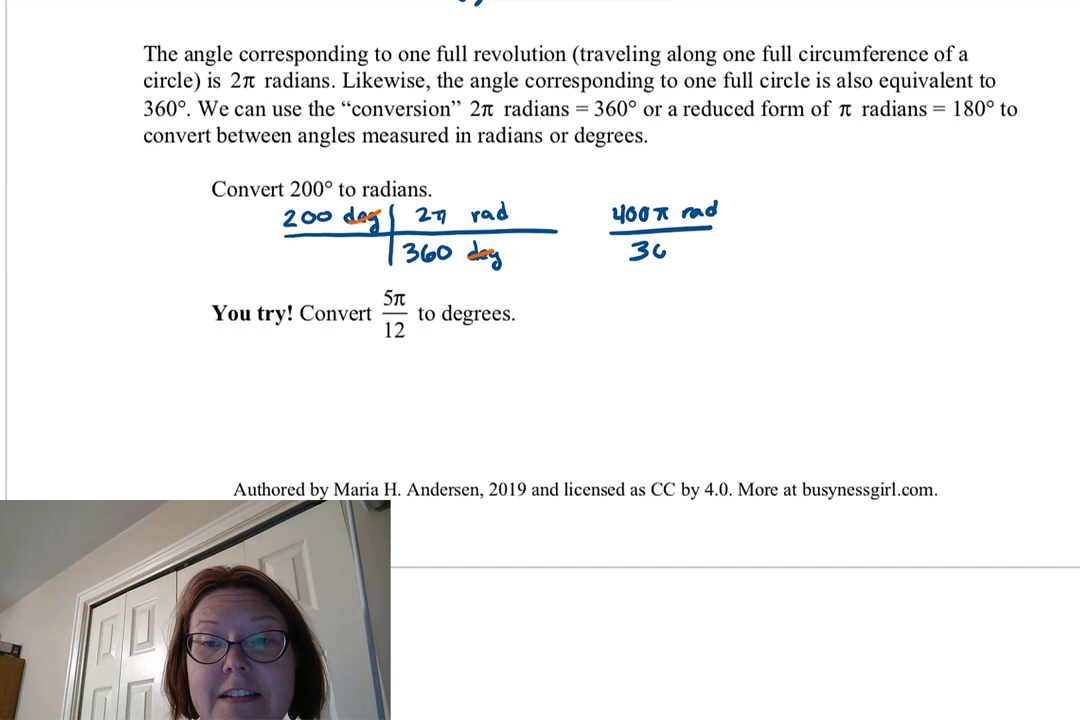 The angle corresponding to one full revolution (traveling along one full circumference of a
circle) is 2π radians. Likewise, the angle corresponding to one full circle is also equivalent to
360°. We can use the “conversion” 2π radians = 360° or a reduced form of π radians = 180° to
convert between angles measured in radians or degrees.
Convert 200° to radians.
200 deg | 2π rad 400π rad
360 deg 36
You try! Convert 5π/12 to degrees.
Authored by Maria H. Andersen, 2019 and licensed as CC by 4.0. More at busynessgirl.com.